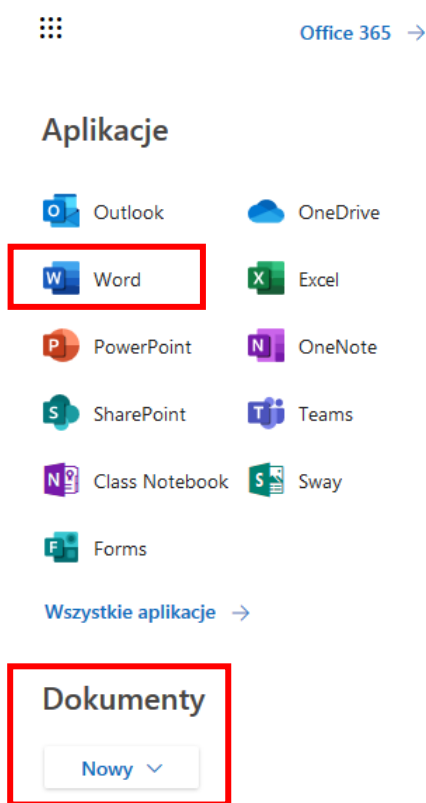 Office 365
Aplikacje
Outlook OneDrive
Word Excel
PowerPoint OneNote
SharePoint Teams
Class Notebook Sway
Forms
Wszystkie aplikacje
Dokumenty
Nowy